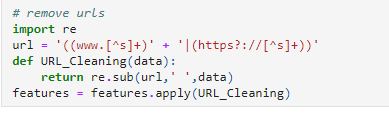 # remove urls
import re
url = '((www.[^s]+)' + '|(https?://[^s]+))'
def URL_Cleaning(data):
    return re.sub(url,' ',data)
features = features.apply(URL_Cleaning)